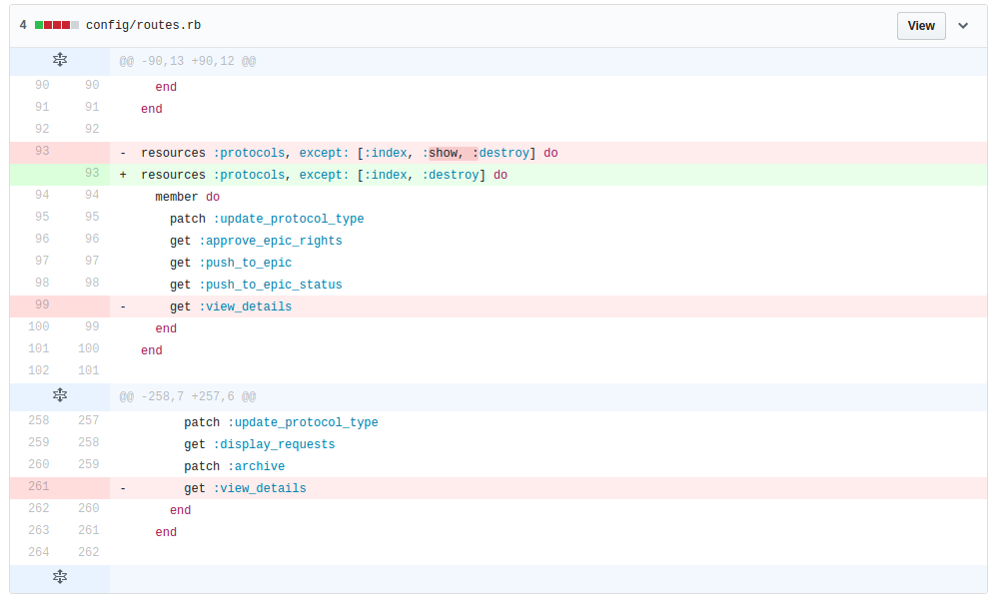 4 config/routes.rb View
@@ -90,13 +90,12 @@
90 90 end
91 91 end
92 92
93 - resources :protocols, except: [:index, :show, :destroy] do
93 + resources :protocols, except: [:index, :destroy] do
94 94 member do
95 95 patch :update_protocol_type
96 96 get :approve_epic_rights
97 97 get :push_to_epic
98 98 get :push_to_epic_status
99 - get :view_details
100 99 end
101 100 end
102 101
@@ -258,7 +257,6 @@
258 257 patch :update_protocol_type
259 258 get :display_requests
260 259 patch :archive
261 - get :view_details
262 260 end
263 261 end
264 262